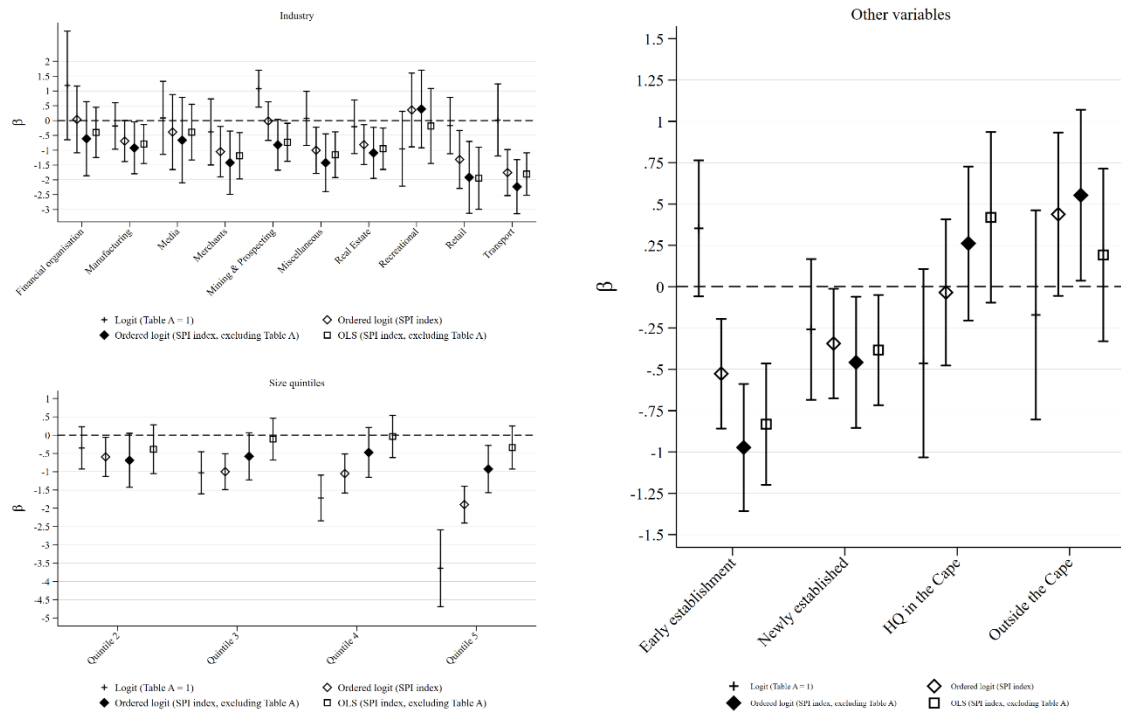 Industry
β
2
1.5
1
.5
0
-.5
-1
-1.5
-2
-2.5
-3
Financial organisation
Manufacturing
Media
Merchants
Mining & Prospecting
Miscellaneous
Real Estate
Recreational
Retail
Transport
Logit (Table A = 1)
Ordered logit (SPI index)
Ordered logit (SPI index, excluding Table A)
OLS (SPI index, excluding Table A)
Size quintiles
β
1
.5
0
-.5
-1
-1.5
-2
-2.5
-3
-3.5
-4
-4.5
-5
Quintile 2
Quintile 3
Quintile 4
Quintile 5
Logit (Table A = 1)
Ordered logit (SPI index)
Ordered logit (SPI index, excluding Table A)
OLS (SPI index, excluding Table A)
Other variables
β
1.5
1.25
1
.75
.5
.25
0
-.25
-.5
-.75
-1
-1.25
-1.5
Early establishment
Newly established
HQ in the Cape
Outside the Cape
Logit (Table A = 1)
Ordered logit (SPI index)
Ordered logit (SPI index, excluding Table A)
OLS (SPI index, excluding Table A)